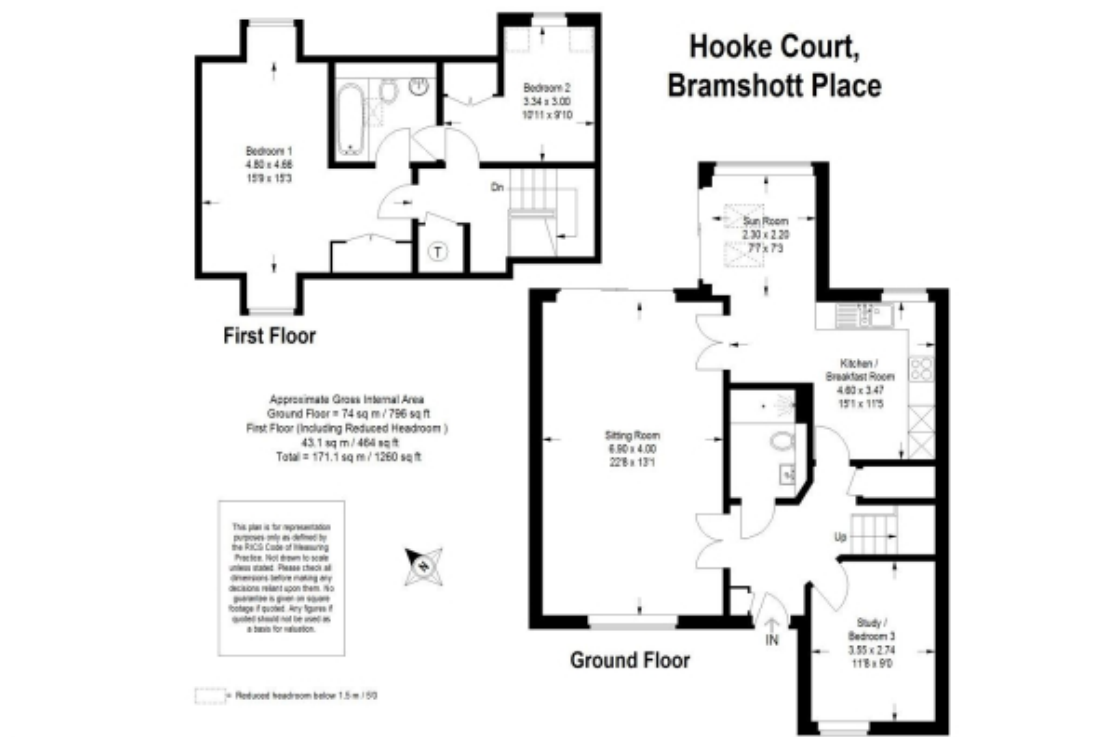 Hooke Court,
Bramshott Place
Bedroom 1
4.80 x 4.66
15'9 x 15'3
Bedroom 2
3.34 x 3.00
10'11 x 9'10
Dn
T
First Floor
Sun Room
2.30 x 2.20
7'7 x 7'3
Kitchen /
Breakfast Room
4.60 x 3.47
15'1 x 11'5
Sitting Room
6.90 x 4.00
22'8 x 13'1
Up
Study /
Bedroom 3
3.55 x 2.74
11'8 x 9'0
IN
Ground Floor
Approximate Gross Internal Area
Ground Floor = 74 sq m / 796 sq ft
First Floor (Including Reduced Headroom )
43.1 sq m / 464 sq ft
Total = 171.1 sq m / 1260 sq ft
This plan is for representation
purposes only as defined by
the RICS Code of Measuring
Practice. Not drawn to scale
unless stated. Please check all
dimensions before making any
decisions reliant upon them. No
guarantee is given on square
footage if quoted. Any figures if
quoted should not be used as
a basis for valuation.
N
= Reduced headroom below 1.5 m / 5'0